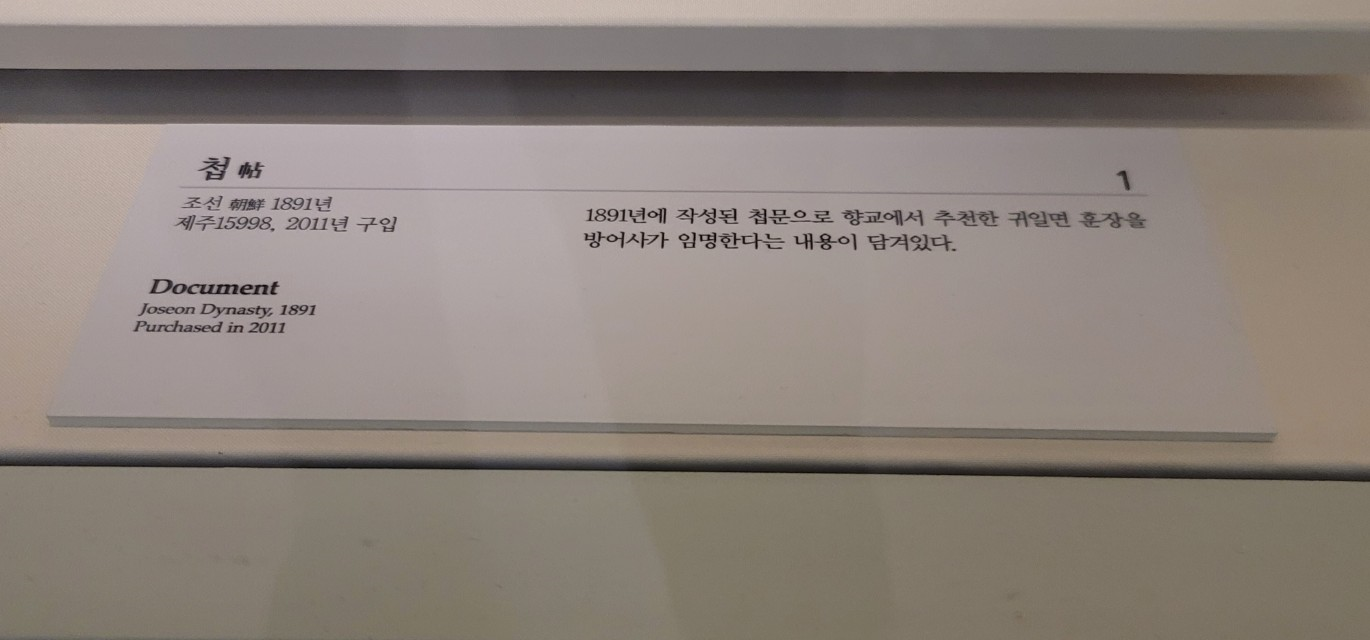 첩 帖
1
조선 朝鮮 1891년
제주15998, 2011년 구입
1891년에 작성된 첩문으로 향교에서 추천한 귀일면 훈장을
방어사가 임명한다는 내용이 담겨있다.
Document
Joseon Dynasty, 1891
Purchased in 2011